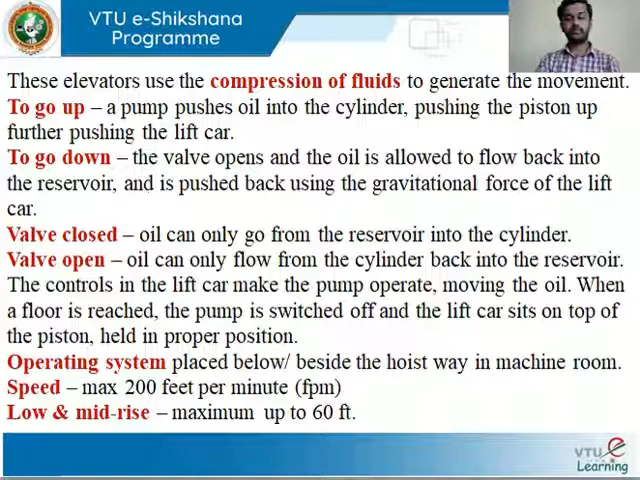 VTU e-Shikshana
Programme
These elevators use the compression of fluids to generate the movement.
To go up – a pump pushes oil into the cylinder, pushing the piston up
further pushing the lift car.
To go down – the valve opens and the oil is allowed to flow back into
the reservoir, and is pushed back using the gravitational force of the lift
car.
Valve closed – oil can only go from the reservoir into the cylinder.
Valve open – oil can only flow from the cylinder back into the reservoir.
The controls in the lift car make the pump operate, moving the oil. When
a floor is reached, the pump is switched off and the lift car sits on top of
the piston, held in proper position.
Operating system placed below/ beside the hoist way in machine room.
Speed – max 200 feet per minute (fpm)
Low & mid-rise – maximum up to 60 ft.
VTU e
Learning